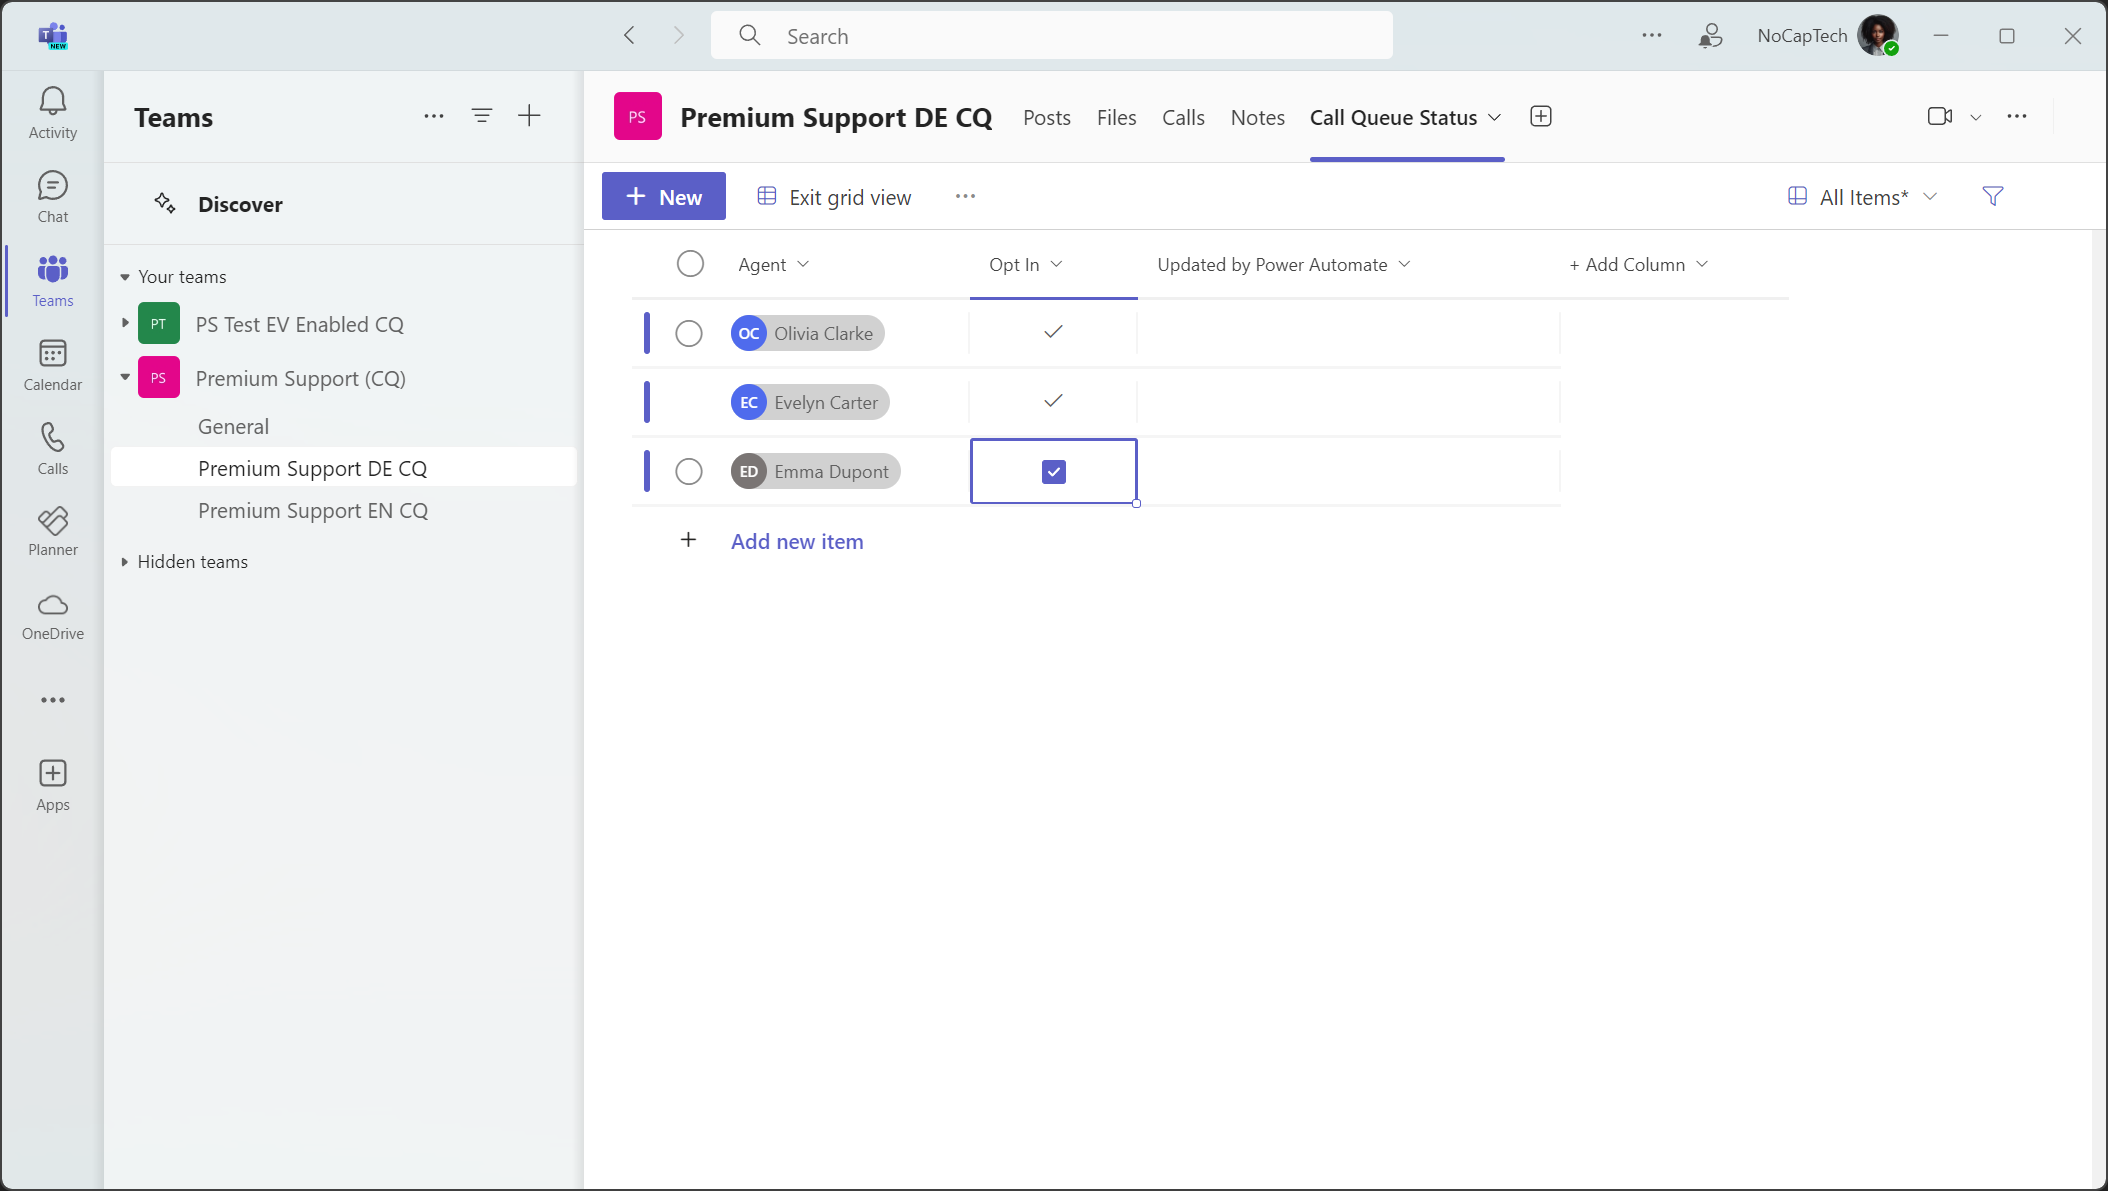 T
NEW
Search
NoCapTech
Activity
Chat
Teams
Calendar
Calls
Planner
OneDrive
Apps
Teams
Discover
Your teams
PT PS Test EV Enabled CQ
PS Premium Support (CQ)
General
Premium Support DE CQ
Premium Support EN CQ
Hidden teams
PS Premium Support DE CQ Posts Files Calls Notes Call Queue Status
+ New Exit grid view All Items*
Agent Opt In Updated by Power Automate + Add Column
OC Olivia Clarke
EC Evelyn Carter
ED Emma Dupont
+ Add new item